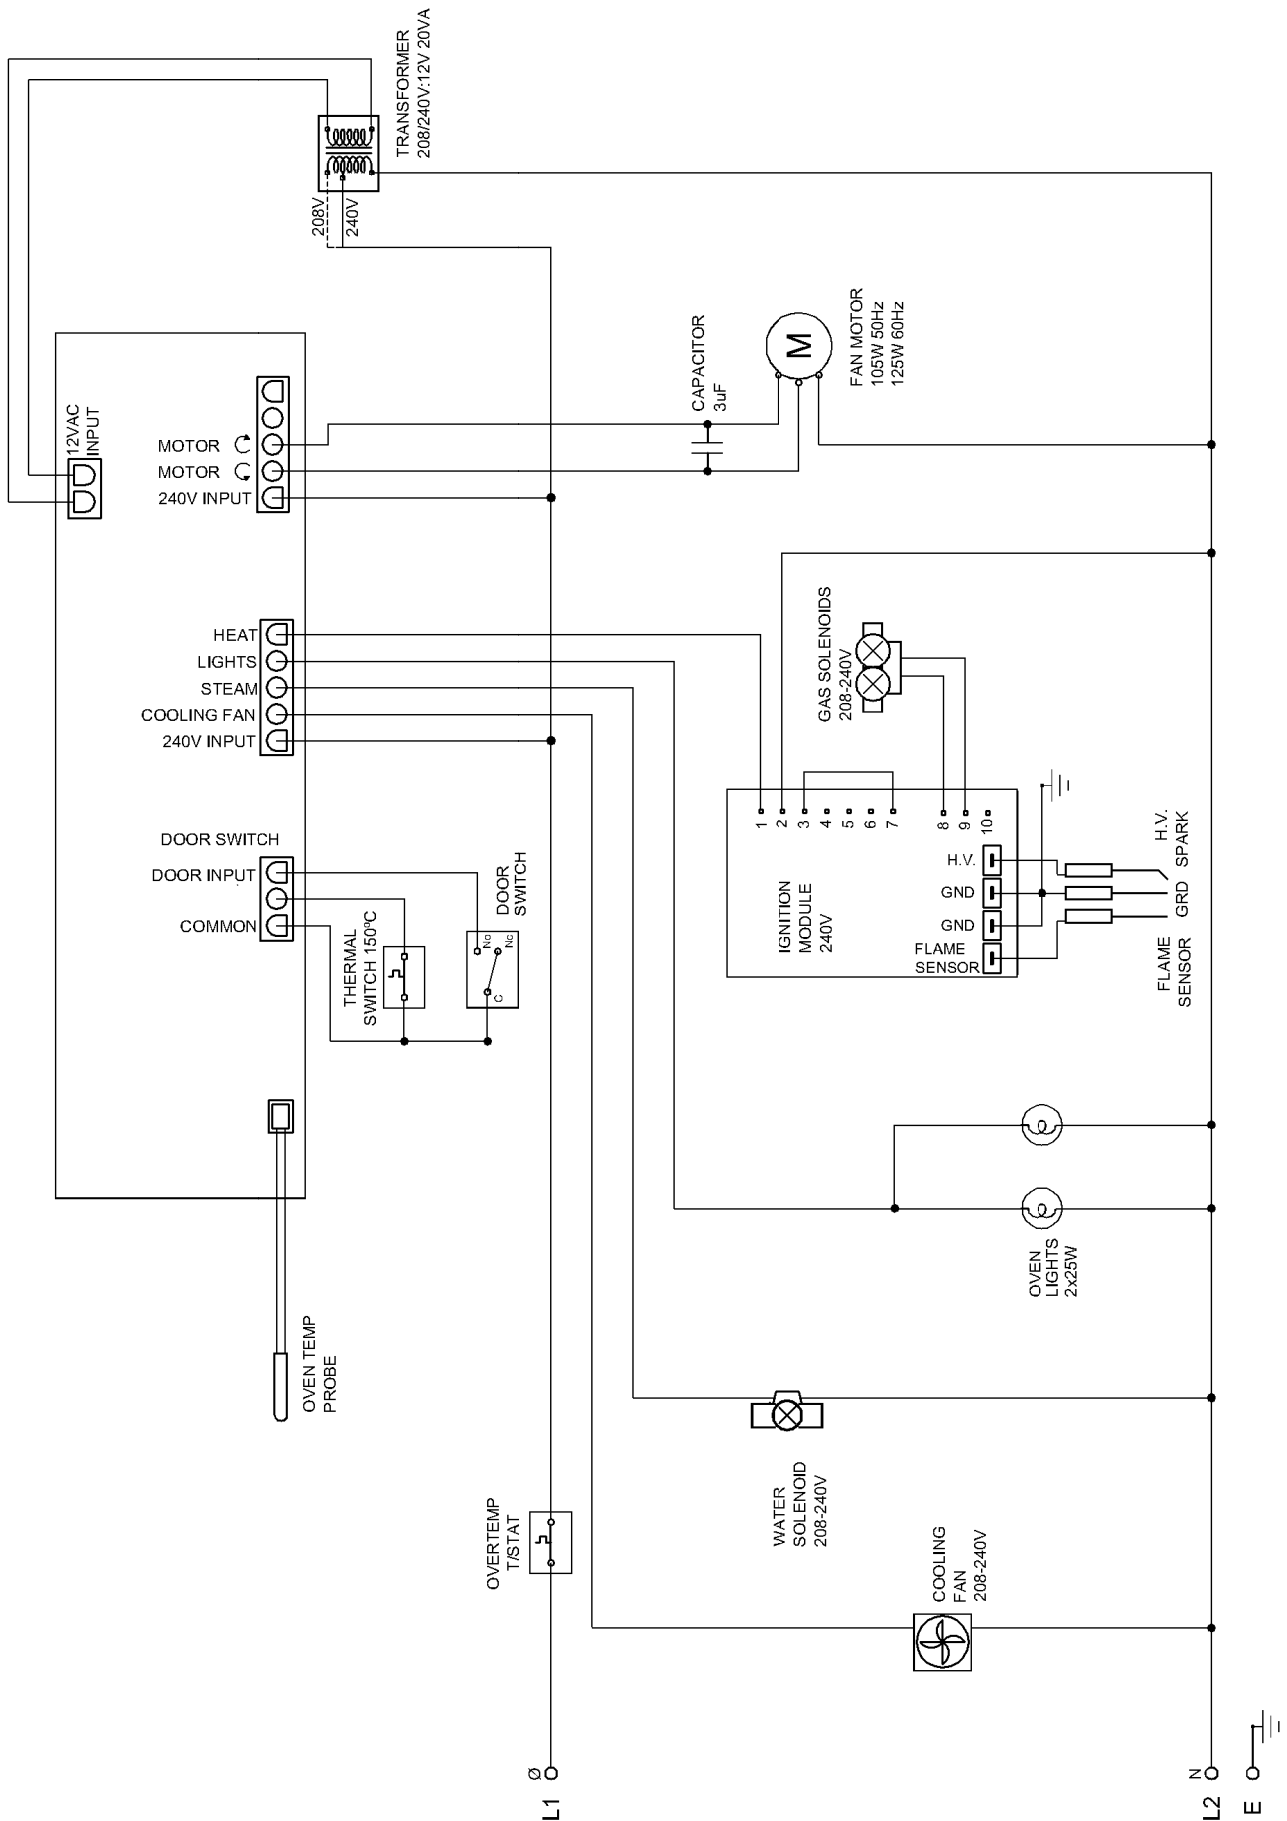 TRANSFORMER
208/240V:12V 20VA
208V
240V
12VAC
INPUT
MOTOR
MOTOR
240V INPUT
CAPACITOR
3uF
M
FAN MOTOR
105W 50Hz
125W 60Hz
HEAT
LIGHTS
STEAM
COOLING FAN
240V INPUT
GAS SOLENOIDS
208-240V
DOOR SWITCH
DOOR INPUT
COMMON
THERMAL
SWITCH 150ºC
DOOR
SWITCH
No
Nc
C
1
2
3
4
5
6
7
8
9
10
IGNITION
MODULE
240V
H.V.
GND
GND
FLAME
SENSOR
H.V.
SPARK
GRD
FLAME
SENSOR
OVEN TEMP
PROBE
OVEN
LIGHTS
2x25W
OVERTEMP
T/STAT
WATER
SOLENOID
208-240V
COOLING
FAN
208-240V
Ø
L1
N
L2
E